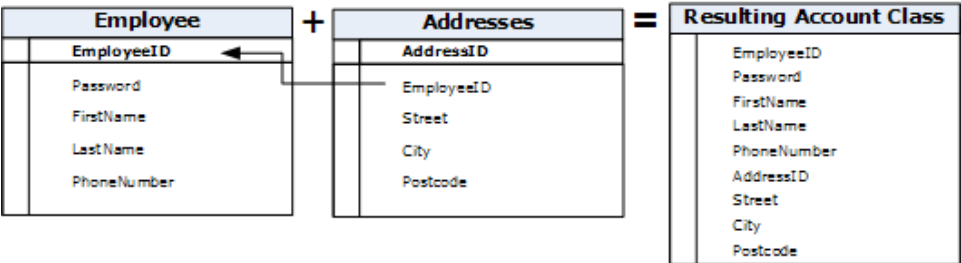 Employee + Addresses = Resulting Account Class
EmployeeID
Password
FirstName
LastName
PhoneNumber
AddressID
EmployeeID
Street
City
Postcode
EmployeeID
Password
FirstName
LastName
PhoneNumber
AddressID
Street
City
Postcode